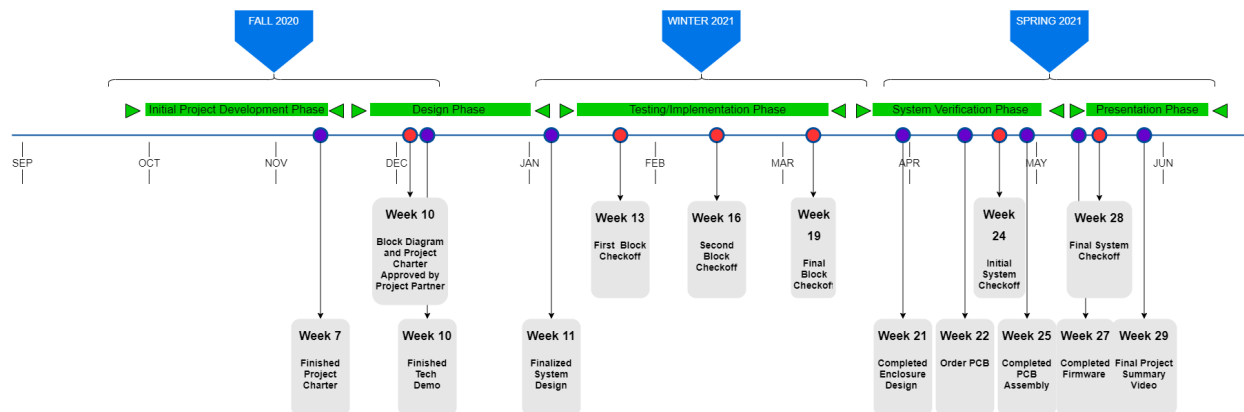 FALL 2020
WINTER 2021
SPRING 2021
Initial Project Development Phase
Design Phase
Testing/Implementation Phase
System Verification Phase
Presentation Phase
SEP
OCT
NOV
DEC
JAN
FEB
MAR
APR
MAY
JUN
Week 10
Block Diagram
and Project
Charter
Approved by
Project Partner
Week 13
First Block
Checkoff
Week 16
Second
Block
Checkoff
Week
19
Final
Block
Checkoff
Week
24
Initial
System
Checkoff
Week 28
Final System
Checkoff
Week 7
Finished
Project
Charter
Week 10
Finished
Tech
Demo
Week 11
Finalized
System
Design
Week 21
Completed
Enclosure
Design
Week 22
Order PCB
Week 25
Completed
PCB
Assembly
Week 27
Completed
Firmware
Week 29
Final Project
Summary
Video